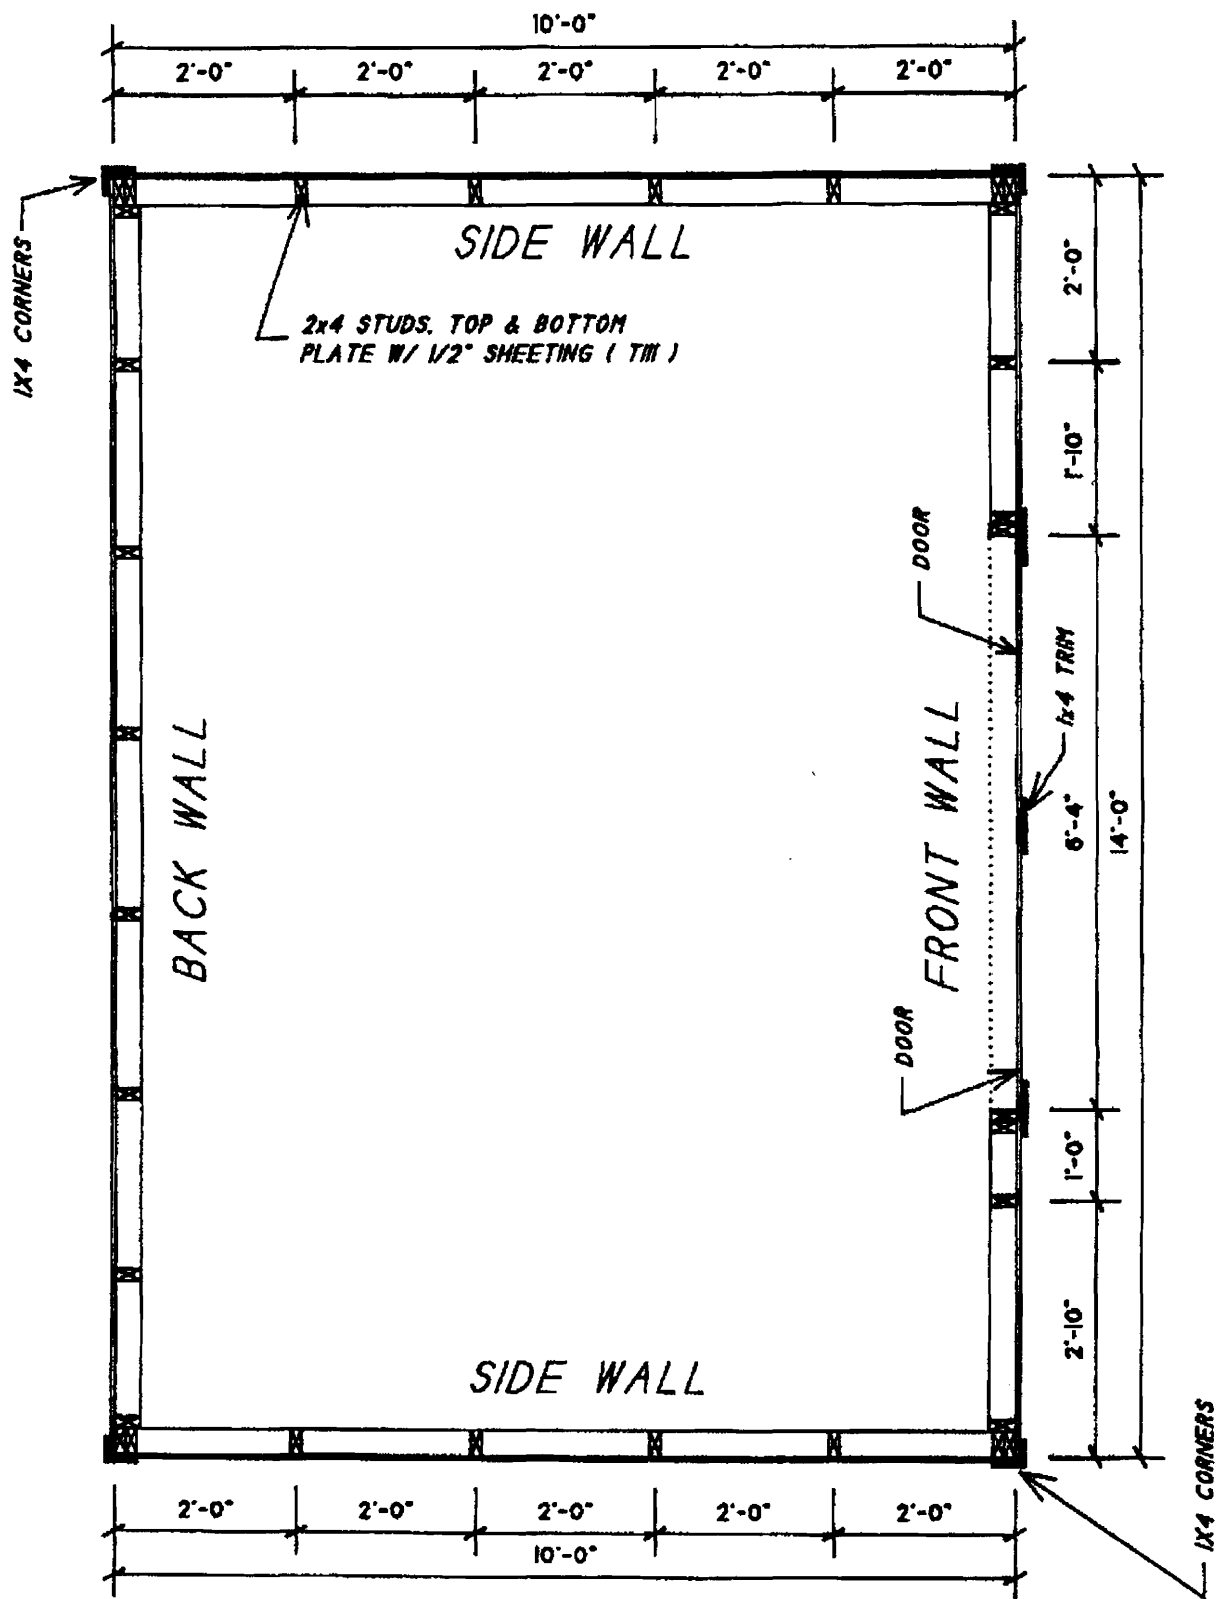 10'-0"
2'-0" 2'-0" 2'-0" 2'-0" 2'-0"
1X4 CORNERS
SIDE WALL
2x4 STUDS, TOP & BOTTOM
PLATE W/ 1/2" SHEETING ( T111 )
2'-0"
1'-10"
DOOR
1x4 TRIM
BACK WALL
FRONT WALL
6'-4"
14'-0"
DOOR
1'-0"
2'-10"
SIDE WALL
1X4 CORNERS
2'-0" 2'-0" 2'-0" 2'-0" 2'-0"
10'-0"